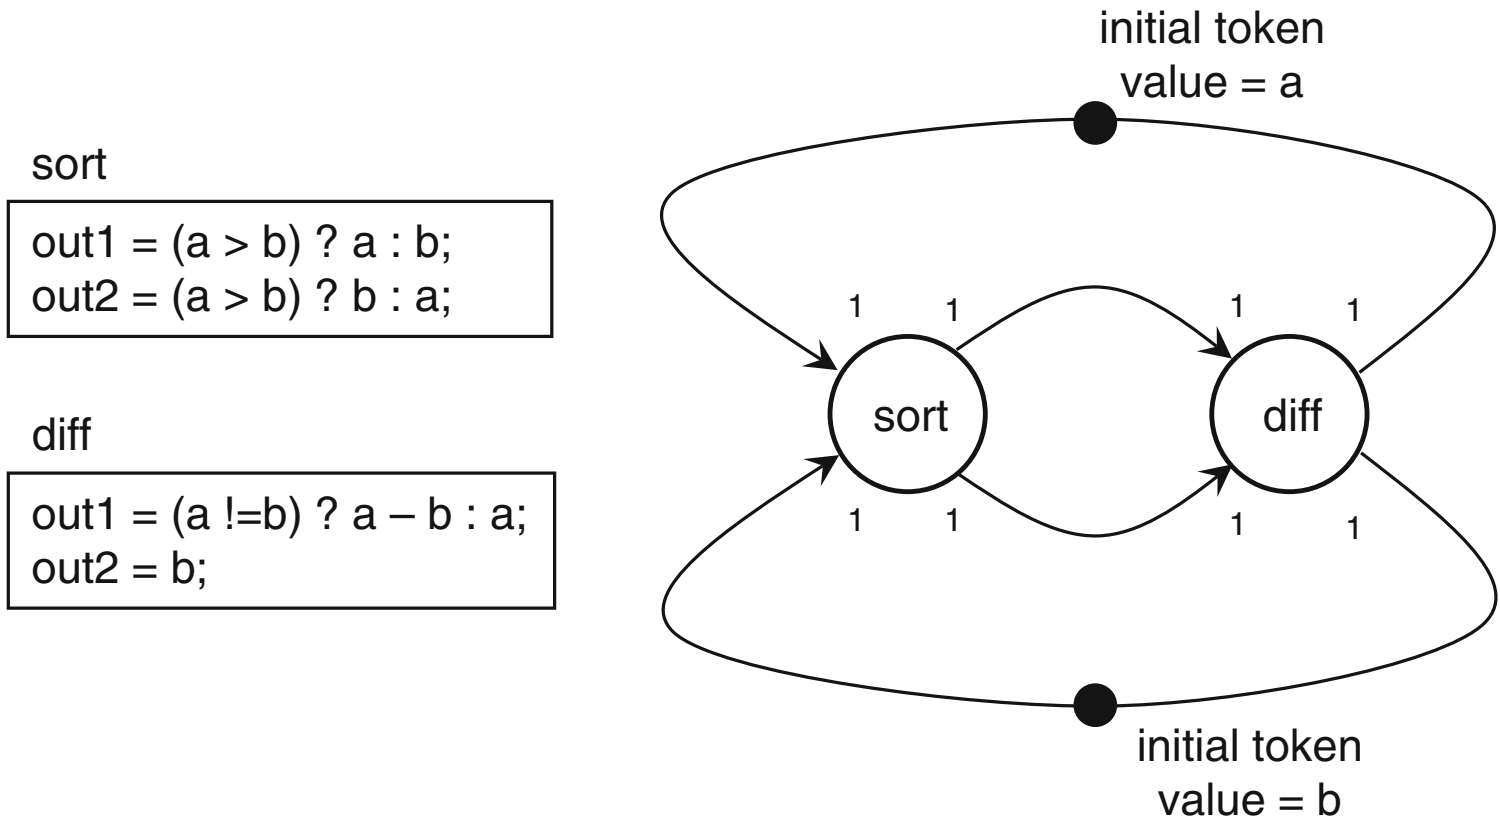 initial token
value = a
sort
out1 = (a > b) ? a : b;
out2 = (a > b) ? b : a;
1 1 1 1
sort diff
diff
out1 = (a !=b) ? a – b : a;
out2 = b;
1 1 1 1
initial token
value = b